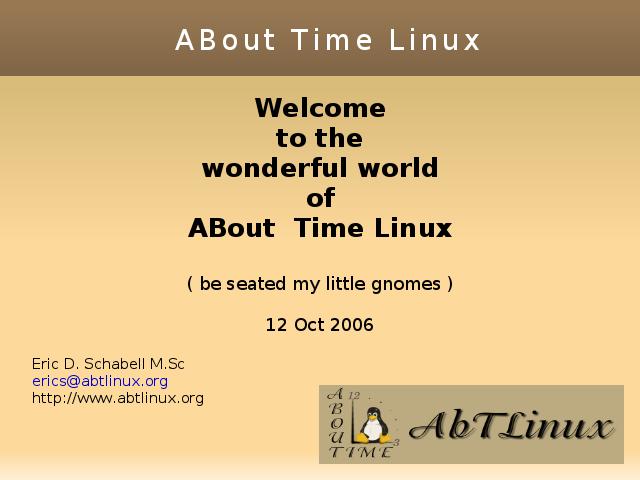 ABout Time Linux
Welcome
to the
wonderful world
of
ABout Time Linux
( be seated my little gnomes )
12 Oct 2006
Eric D. Schabell M.Sc
erics@abtlinux.org
http://www.abtlinux.org
ABOUT
TIME
12
3
AbTLinux